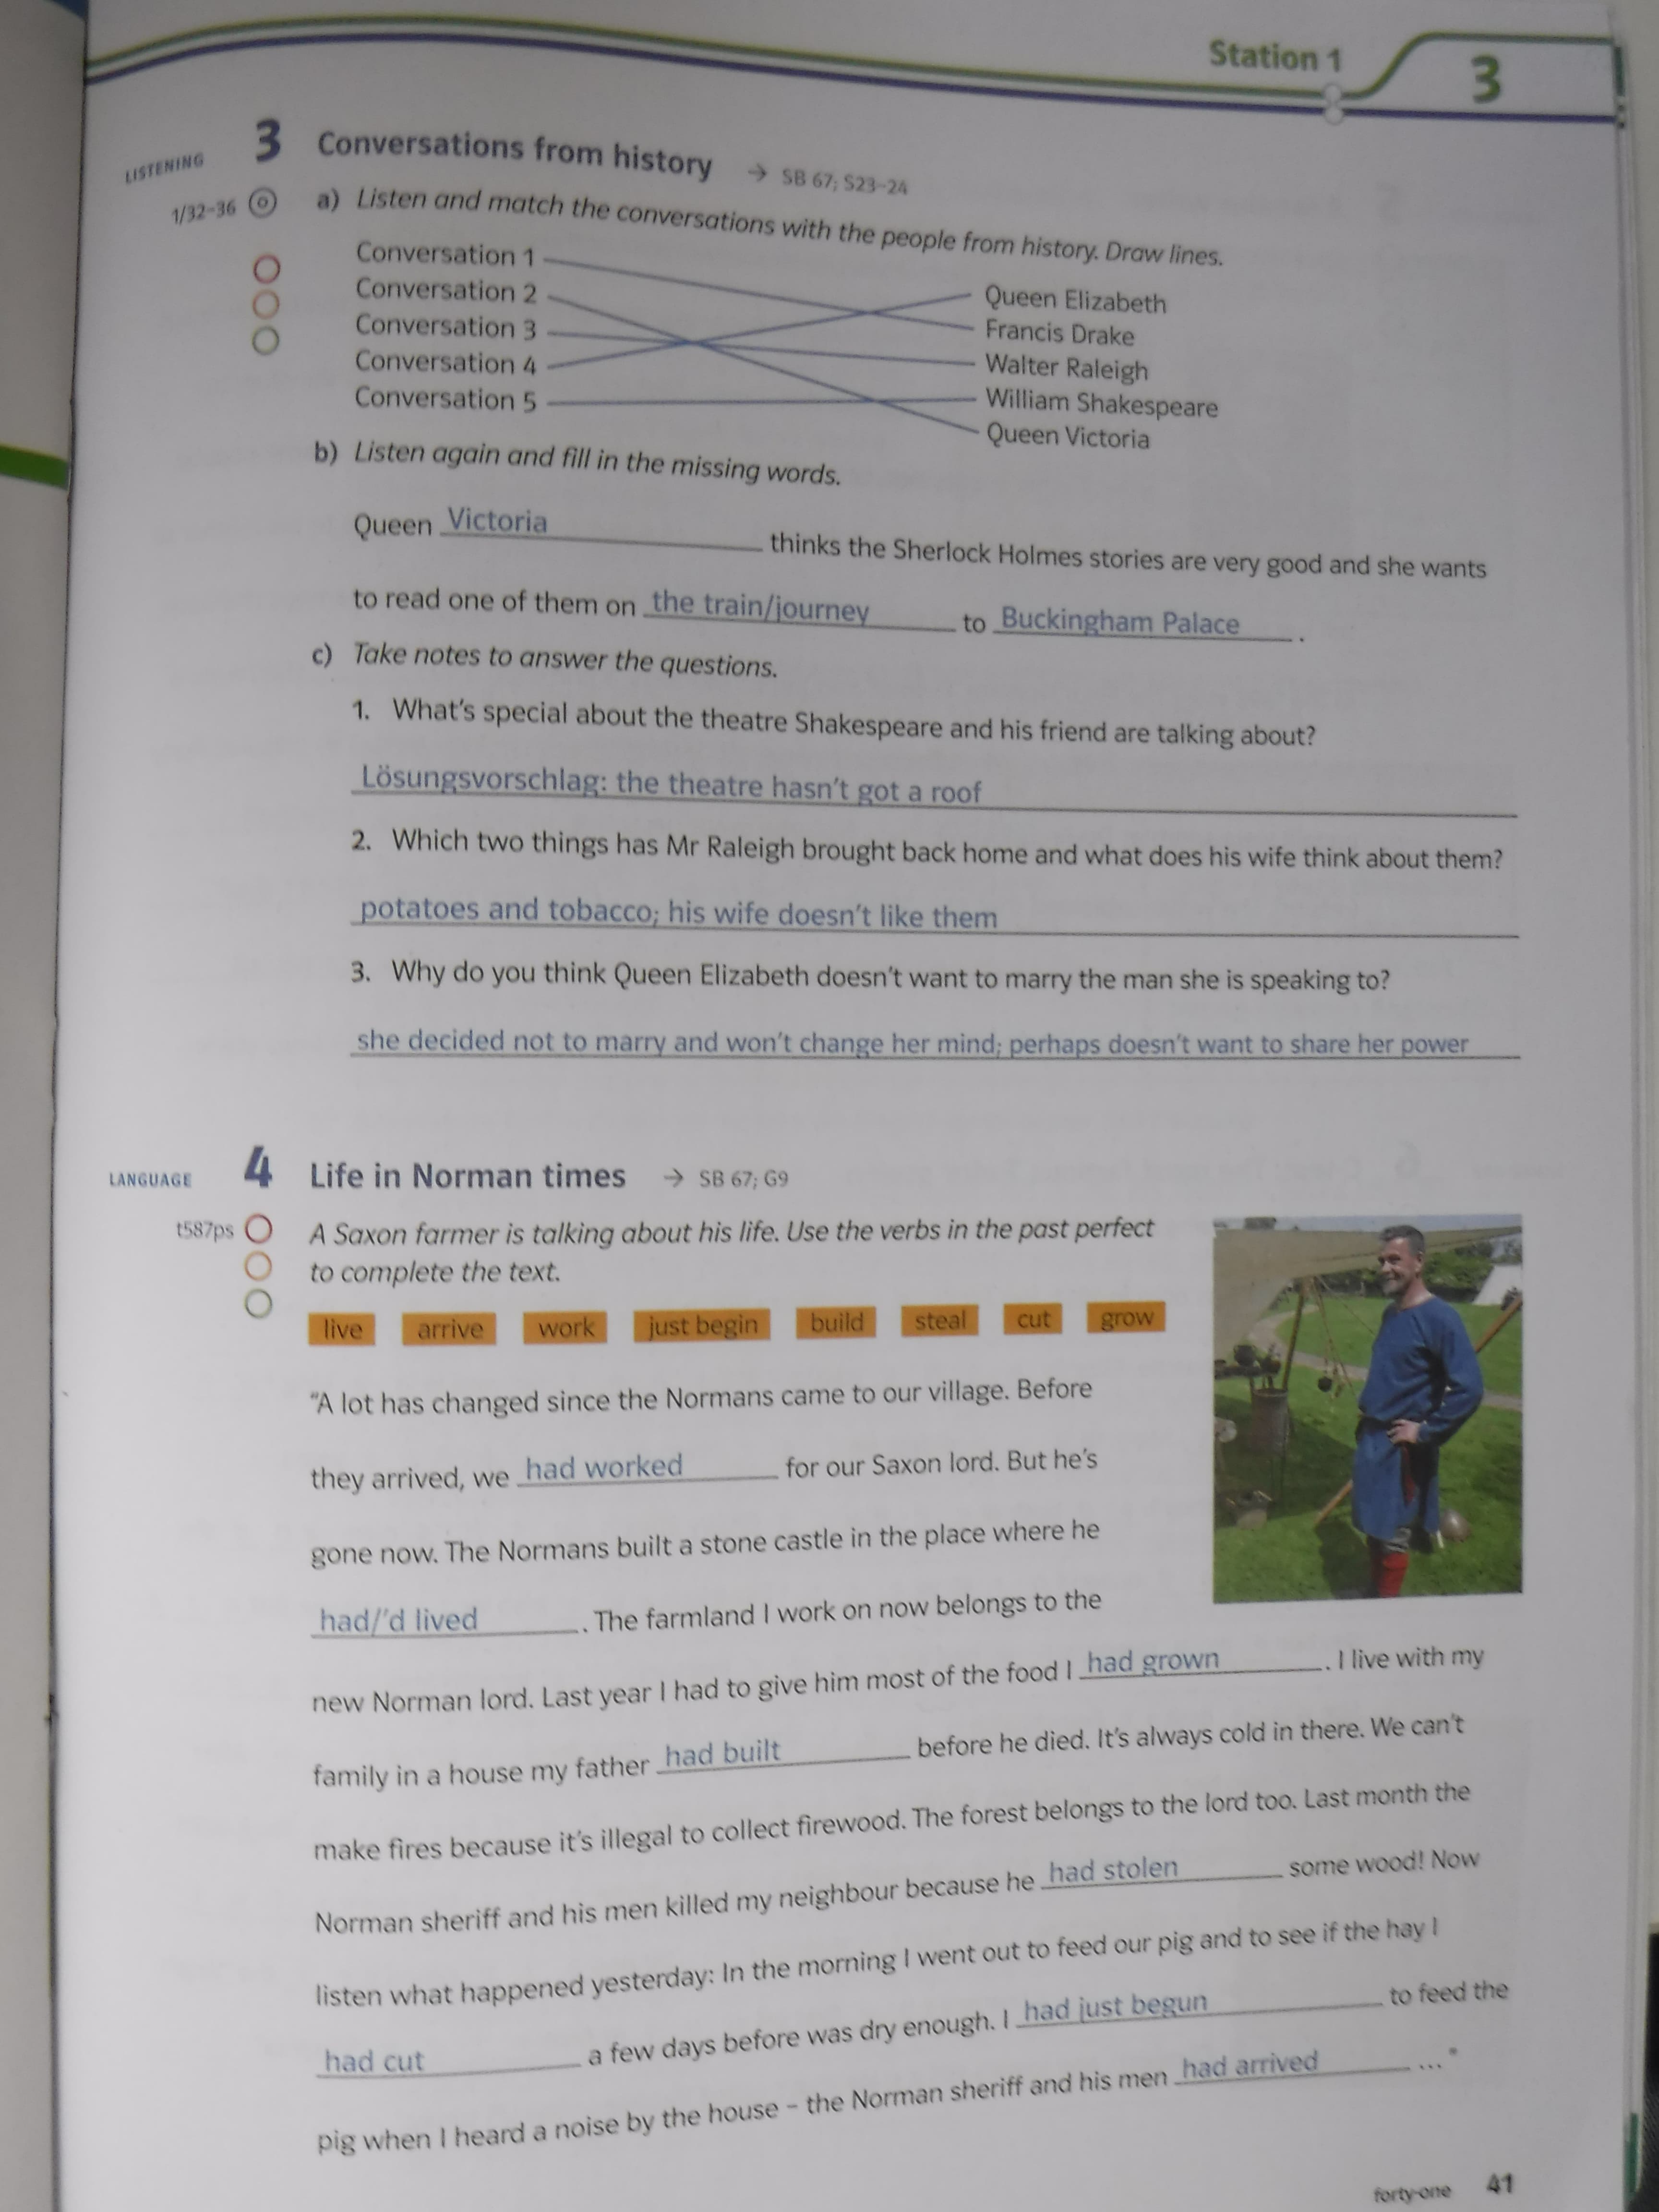 Station 1
3
LISTENING
3 Conversations from history → SB 67; S23–24
1/32–36
a) Listen and match the conversations with the people from history. Draw lines.
Conversation 1
Conversation 2
Conversation 3
Conversation 4
Conversation 5
Queen Elizabeth
Francis Drake
Walter Raleigh
William Shakespeare
Queen Victoria
b) Listen again and fill in the missing words.
Queen Victoria thinks the Sherlock Holmes stories are very good and she wants
to read one of them on the train/journey to Buckingham Palace .
c) Take notes to answer the questions.
1. What's special about the theatre Shakespeare and his friend are talking about?
Lösungsvorschlag: the theatre hasn't got a roof
2. Which two things has Mr Raleigh brought back home and what does his wife think about them?
potatoes and tobacco; his wife doesn't like them
3. Why do you think Queen Elizabeth doesn't want to marry the man she is speaking to?
she decided not to marry and won't change her mind; perhaps doesn't want to share her power
LANGUAGE
4 Life in Norman times → SB 67; G9
t587ps
A Saxon farmer is talking about his life. Use the verbs in the past perfect
to complete the text.
live arrive work just begin build steal cut grow
"A lot has changed since the Normans came to our village. Before
they arrived, we had worked for our Saxon lord. But he's
gone now. The Normans built a stone castle in the place where he
had/'d lived . The farmland I work on now belongs to the
new Norman lord. Last year I had to give him most of the food I had grown . I live with my
family in a house my father had built before he died. It's always cold in there. We can't
make fires because it's illegal to collect firewood. The forest belongs to the lord too. Last month the
Norman sheriff and his men killed my neighbour because he had stolen some wood! Now
listen what happened yesterday: In the morning I went out to feed our pig and to see if the hay I
had cut a few days before was dry enough. I had just begun to feed the
pig when I heard a noise by the house – the Norman sheriff and his men had arrived ..."
forty-one 41